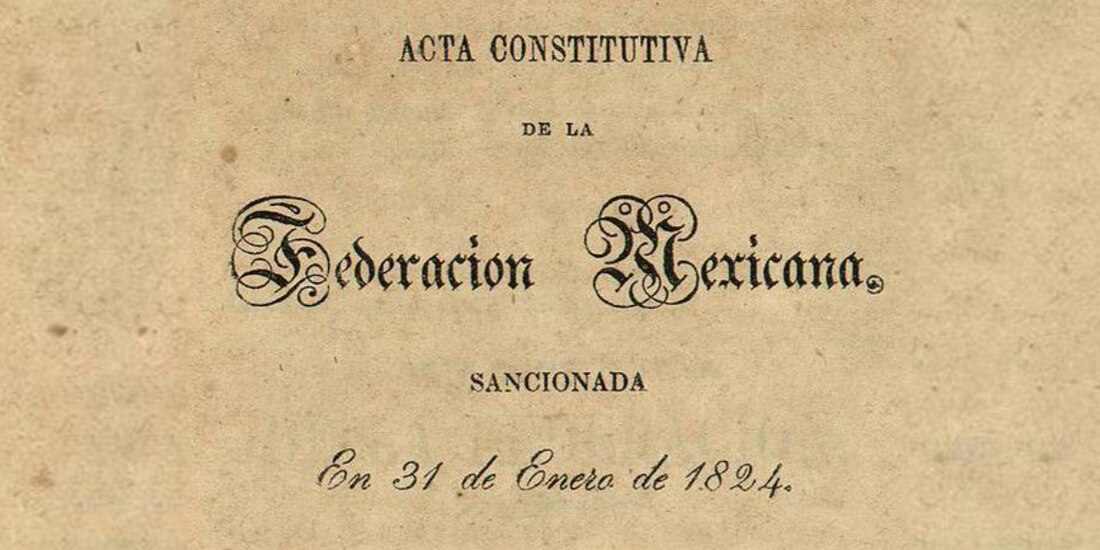 ACTA CONSTITUTIVA
DE LA
Federacion Mexicana.
SANCIONADA
En 31 de Enero de 1824.